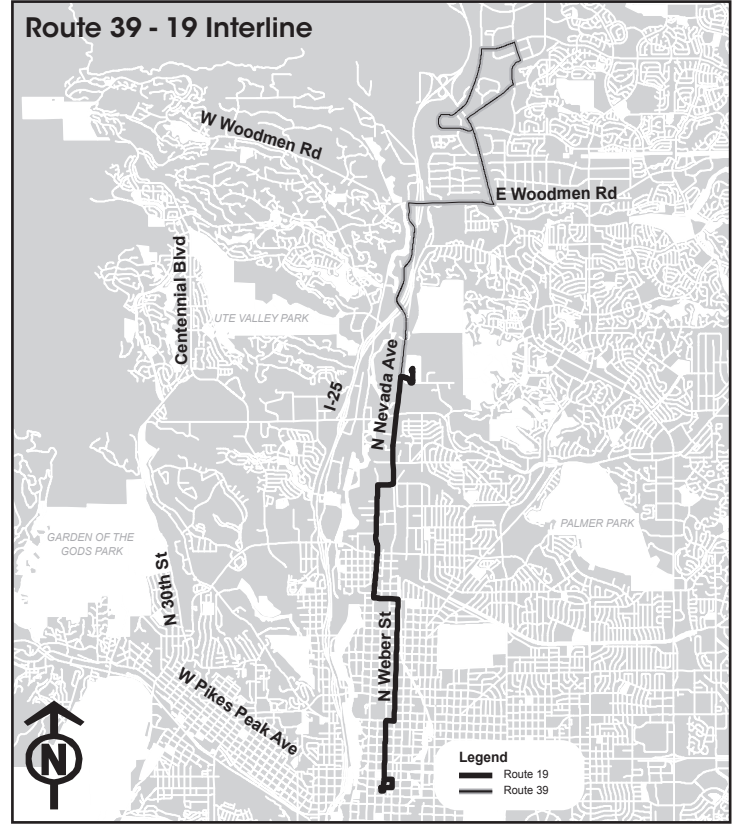 Route 39 - 19 Interline
W Woodmen Rd
E Woodmen Rd
Centennial Blvd
UTE VALLEY PARK
I-25
N Nevada Ave
PALMER PARK
GARDEN OF THE
GODS PARK
N 30th St
N Weber St
W Pikes Peak Ave
N
Legend
Route 19
Route 39